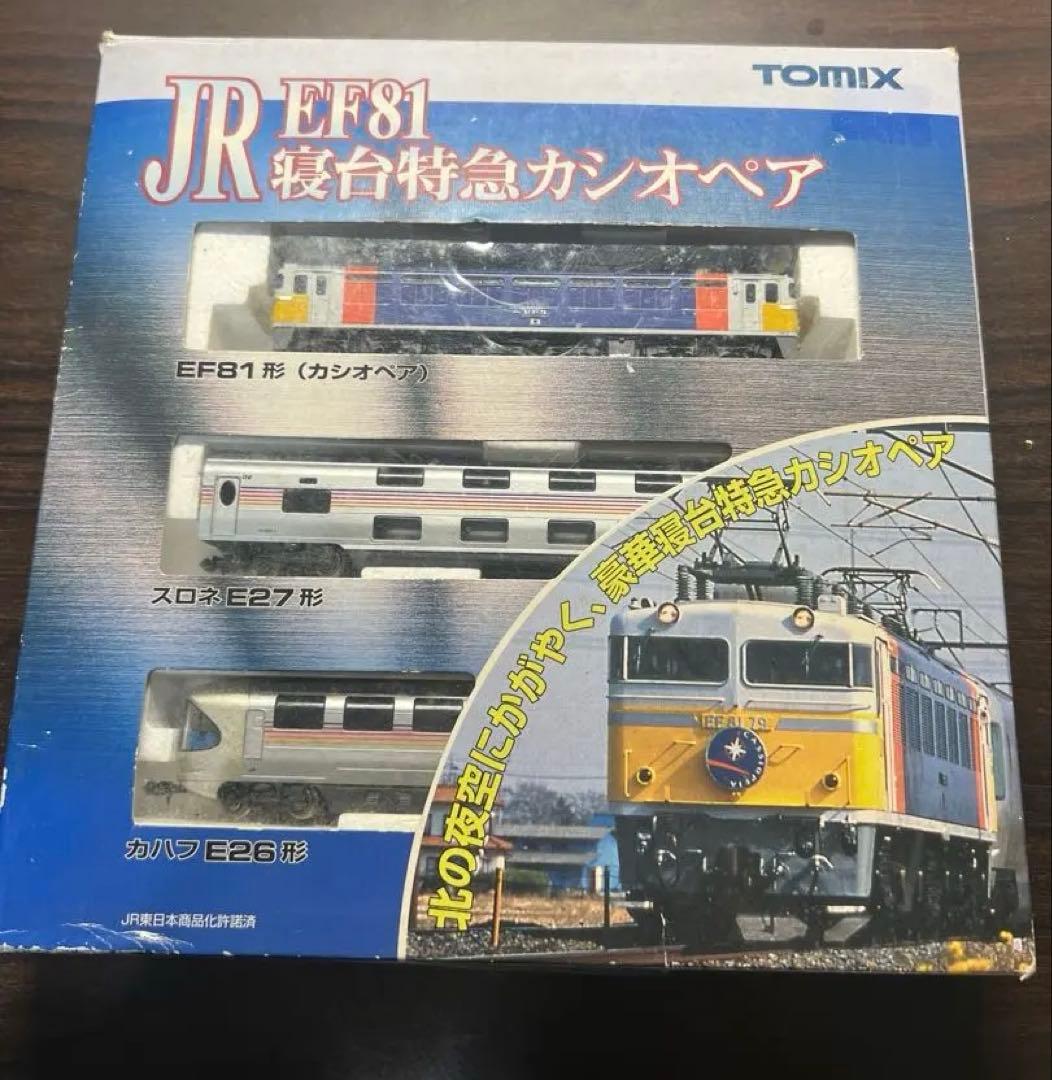 TOMIX
JR EF81
寝台特急カシオペア
EF81形（カシオペア）
スロネE27形
カハフE26形
北の夜空にかがやく、豪華寝台特急カシオペア
EF 81 79
CASSIOPEIA
JR東日本商品化許諾済